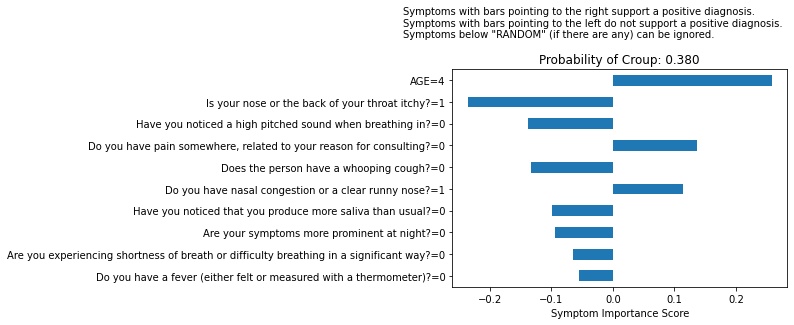 Symptoms with bars pointing to the right support a positive diagnosis.
Symptoms with bars pointing to the left do not support a positive diagnosis.
Symptoms below "RANDOM" (if there are any) can be ignored.
Probability of Croup: 0.380
AGE=4
Is your nose or the back of your throat itchy?=1
Have you noticed a high pitched sound when breathing in?=0
Do you have pain somewhere, related to your reason for consulting?=0
Does the person have a whooping cough?=0
Do you have nasal congestion or a clear runny nose?=1
Have you noticed that you produce more saliva than usual?=0
Are your symptoms more prominent at night?=0
Are you experiencing shortness of breath or difficulty breathing in a significant way?=0
Do you have a fever (either felt or measured with a thermometer)?=0
−0.2 −0.1 0.0 0.1 0.2
Symptom Importance Score